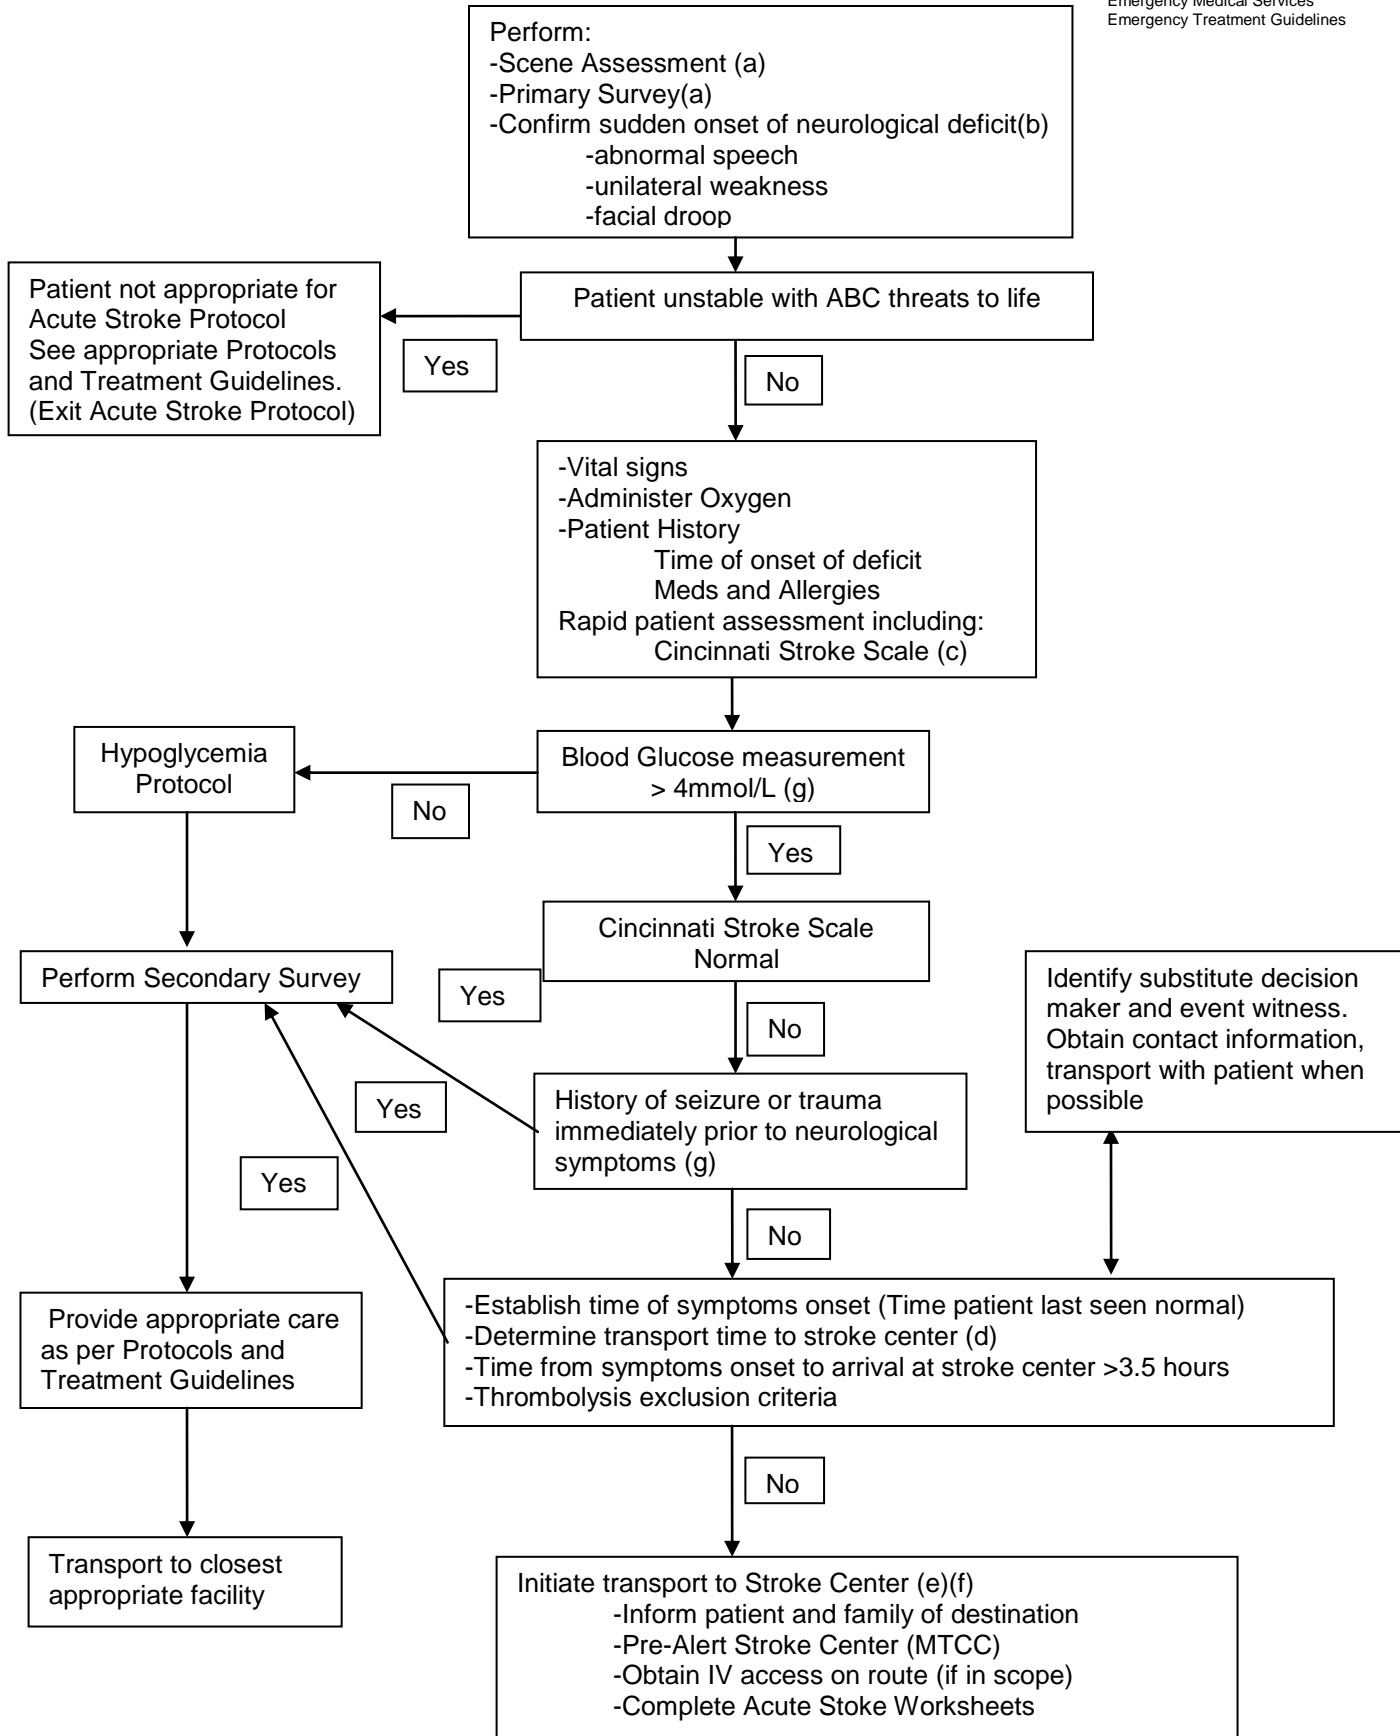 Emergency Medical Services
Emergency Treatment Guidelines
Perform:
-Scene Assessment (a)
-Primary Survey(a)
-Confirm sudden onset of neurological deficit(b)
-abnormal speech
-unilateral weakness
-facial droop
Patient not appropriate for
Acute Stroke Protocol
See appropriate Protocols
and Treatment Guidelines.
(Exit Acute Stroke Protocol)
Patient unstable with ABC threats to life
Yes
No
-Vital signs
-Administer Oxygen
-Patient History
Time of onset of deficit
Meds and Allergies
Rapid patient assessment including:
Cincinnati Stroke Scale (c)
Hypoglycemia
Protocol
Blood Glucose measurement
> 4mmol/L (g)
No
Yes
Cincinnati Stroke Scale
Normal
Perform Secondary Survey
Yes
No
Identify substitute decision
maker and event witness.
Obtain contact information,
transport with patient when
possible
Yes
History of seizure or trauma
immediately prior to neurological
symptoms (g)
Yes
No
Provide appropriate care
as per Protocols and
Treatment Guidelines
-Establish time of symptoms onset (Time patient last seen normal)
-Determine transport time to stroke center (d)
-Time from symptoms onset to arrival at stroke center >3.5 hours
-Thrombolysis exclusion criteria
No
Transport to closest
appropriate facility
Initiate transport to Stroke Center (e)(f)
-Inform patient and family of destination
-Pre-Alert Stroke Center (MTCC)
-Obtain IV access on route (if in scope)
-Complete Acute Stoke Worksheets